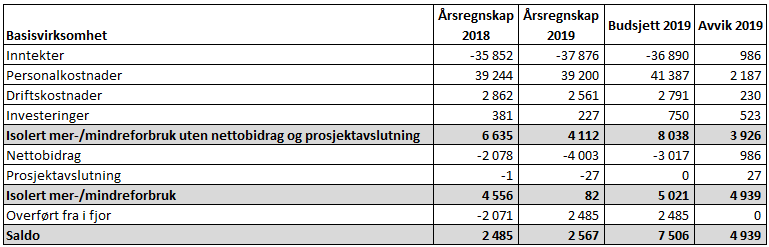 Basisvirksomhet Årsregnskap 2018 Årsregnskap 2019 Budsjett 2019 Avvik 2019
Inntekter -35 852 -37 876 -36 890 986
Personalkostnader 39 244 39 200 41 387 2 187
Driftskostnader 2 862 2 561 2 791 230
Investeringer 381 227 750 523
Isolert mer-/mindreforbruk uten nettobidrag og prosjektavslutning 6 635 4 112 8 038 3 926
Nettobidrag -2 078 -4 003 -3 017 986
Prosjektavslutning -1 -27 0 27
Isolert mer-/mindreforbruk 4 556 82 5 021 4 939
Overført fra i fjor -2 071 2 485 2 485 0
Saldo 2 485 2 567 7 506 4 939